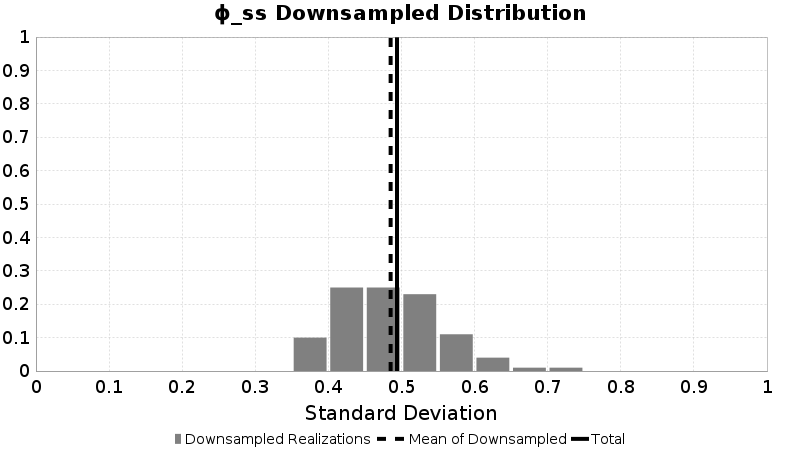 ϕ_ss Downsampled Distribution
1
0.9
0.8
0.7
0.6
0.5
0.4
0.3
0.2
0.1
0
0 0.1 0.2 0.3 0.4 0.5 0.6 0.7 0.8 0.9 1
Standard Deviation
Downsampled Realizations Mean of Downsampled Total